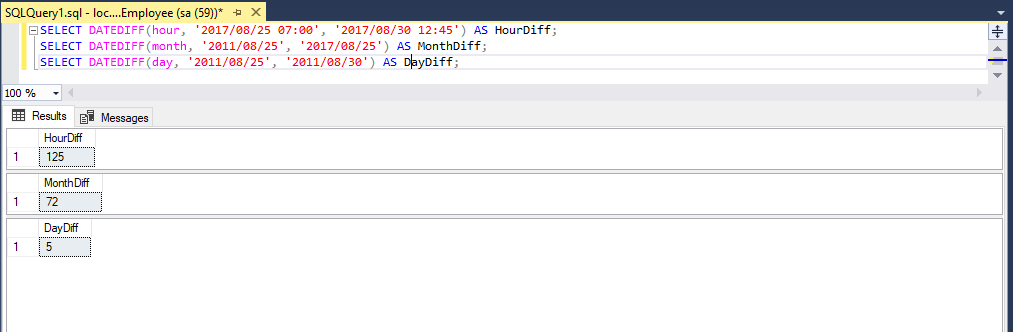 SQLQuery1.sql - loc....Employee (sa (59))*
SELECT DATEDIFF(hour, '2017/08/25 07:00', '2017/08/30 12:45') AS HourDiff;
SELECT DATEDIFF(month, '2011/08/25', '2017/08/25') AS MonthDiff;
SELECT DATEDIFF(day, '2011/08/25', '2011/08/30') AS DayDiff;
100 %
Results Messages
HourDiff
1 125
MonthDiff
1 72
DayDiff
1 5